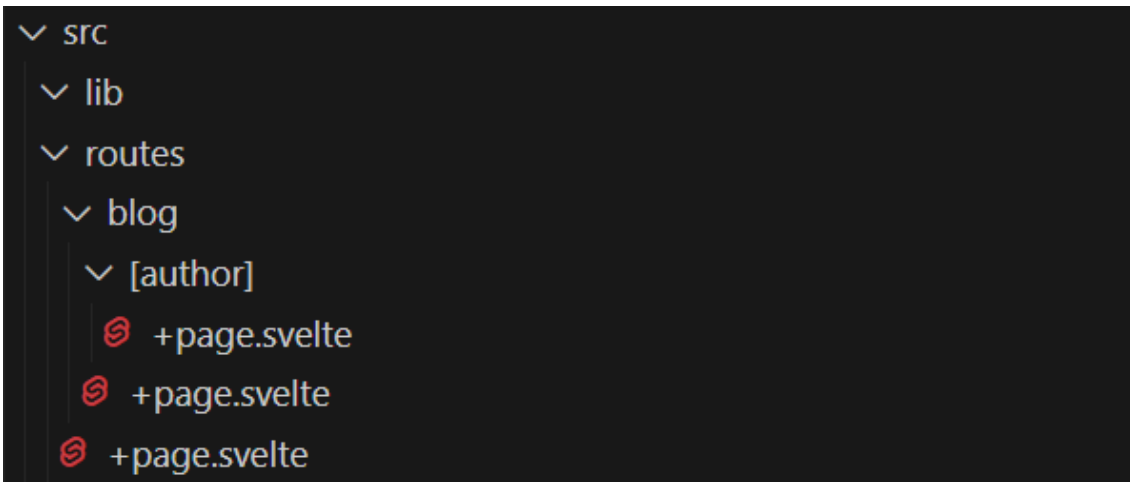 src
lib
routes
blog
[author]
+page.svelte
+page.svelte
+page.svelte